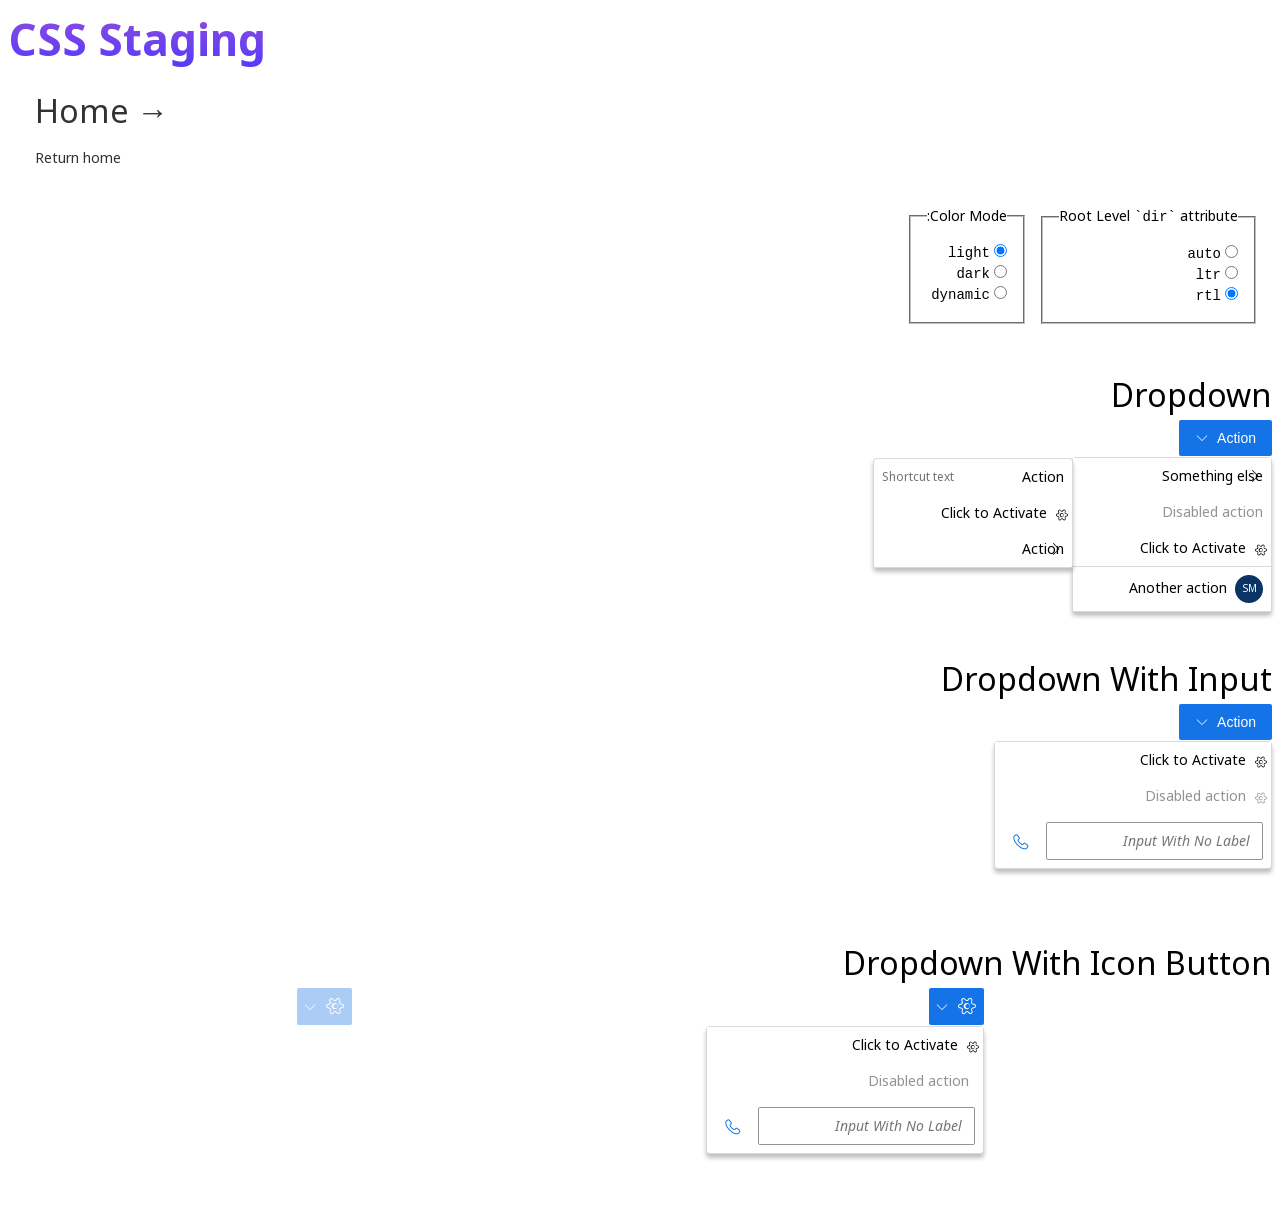 CSS Staging
Home →
Return home
Root Level `dir` attribute
auto
ltr
rtl
:Color Mode
light
dark
dynamic
Dropdown
Action
Something else
Disabled action
Click to Activate
Another action
SM
Action
Shortcut text
Click to Activate
Action
Dropdown With Input
Action
Click to Activate
Disabled action
Input With No Label
Dropdown With Icon Button
Click to Activate
Disabled action
Input With No Label